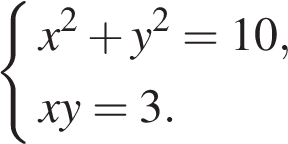 x² + y² = 10,
xy = 3.